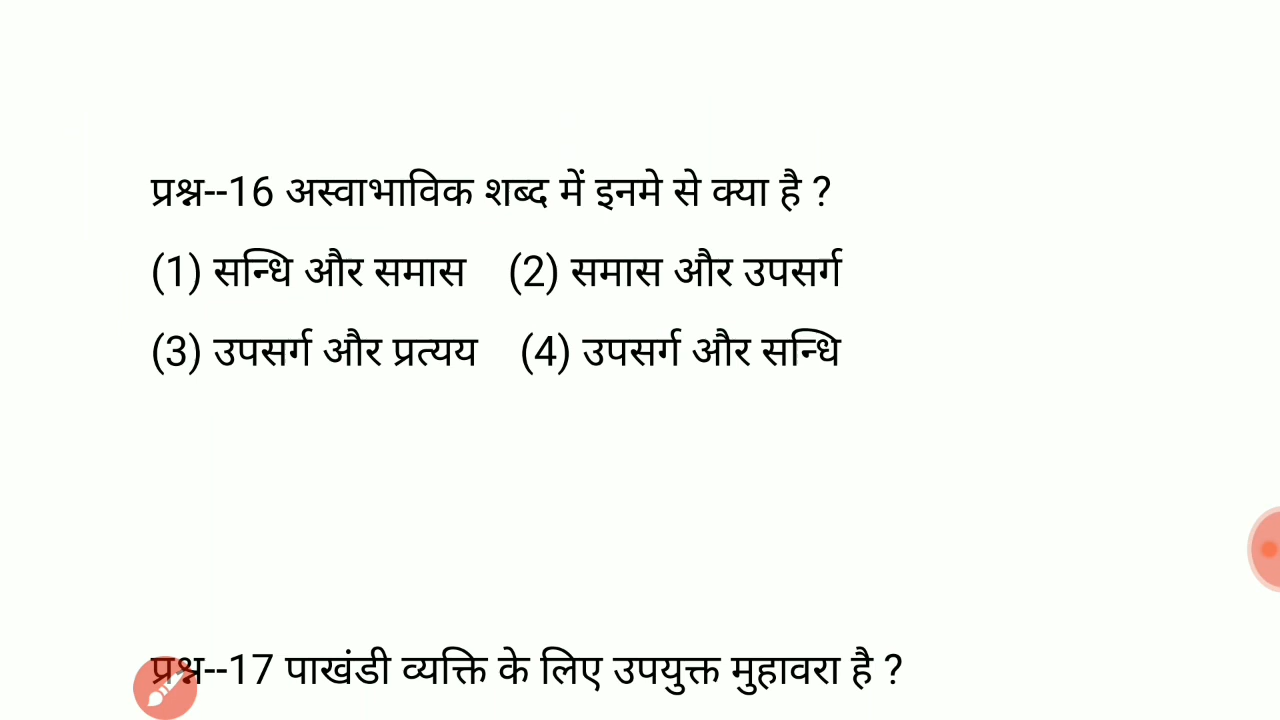 प्रश्न--16 अस्वाभाविक शब्द में इनमे से क्या है ?
(1) सन्धि और समास (2) समास और उपसर्ग
(3) उपसर्ग और प्रत्यय (4) उपसर्ग और सन्धि
प्रश्न--17 पाखंडी व्यक्ति के लिए उपयुक्त मुहावरा है ?